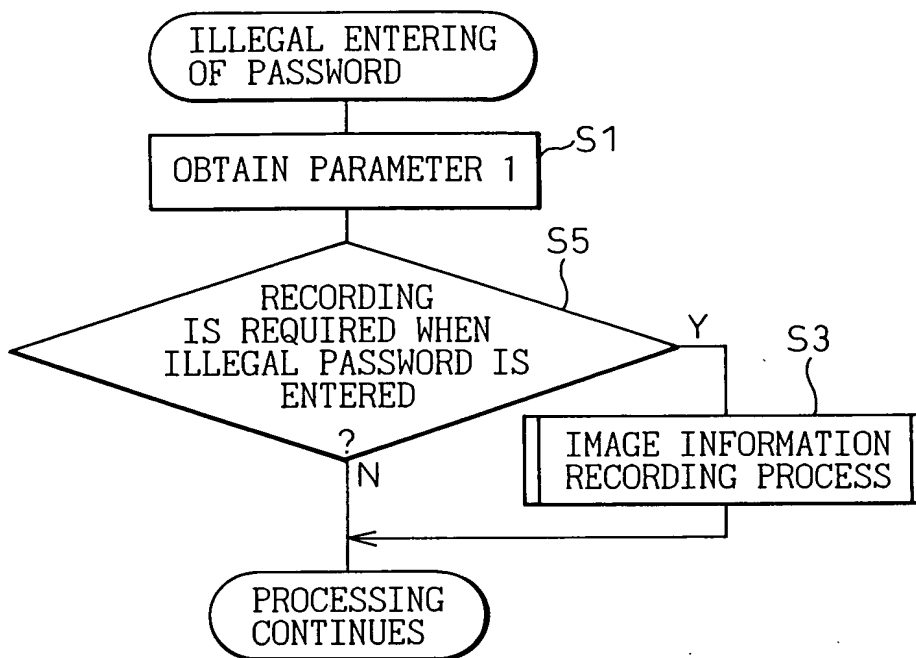 ILLEGAL ENTERING
OF PASSWORD
S1
OBTAIN PARAMETER 1
S5
RECORDING
IS REQUIRED WHEN
ILLEGAL PASSWORD IS
ENTERED
?
Y
N
S3
IMAGE INFORMATION
RECORDING PROCESS
PROCESSING
CONTINUES